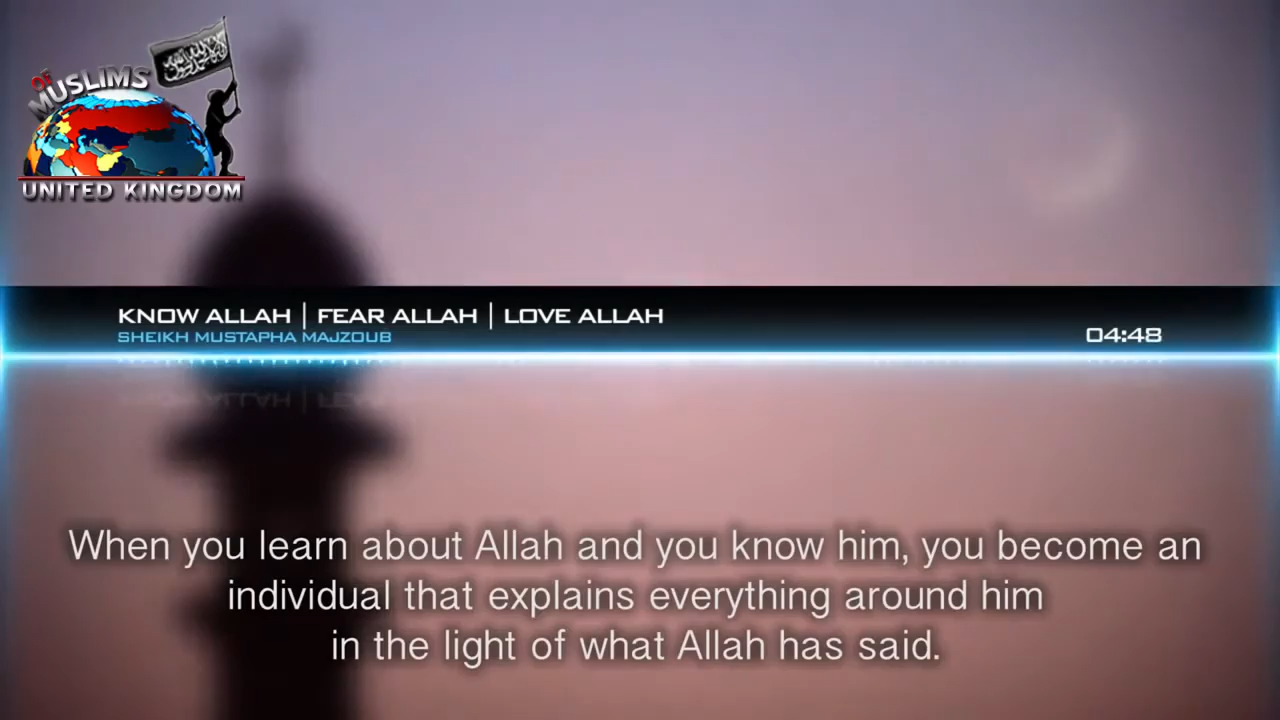 OF
MUSLIMS
UNITED KINGDOM
KNOW ALLAH | FEAR ALLAH | LOVE ALLAH
SHEIKH MUSTAPHA MAJZOUB
04:48
When you learn about Allah and you know him, you become an
individual that explains everything around him
in the light of what Allah has said.